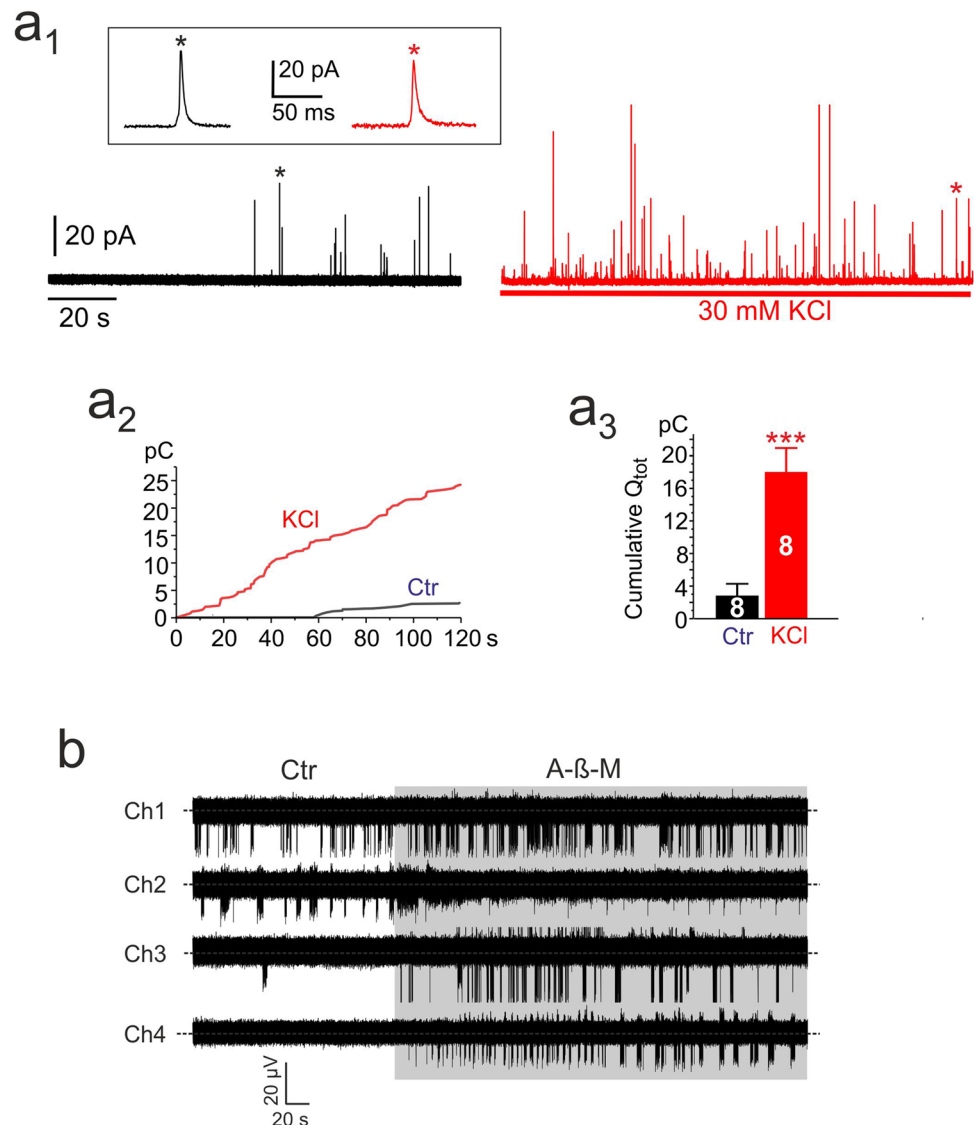 a1
* *
20 pA
50 ms
*
*
20 pA
20 s
30 mM KCl
a2
pC
25
20
15
10
5
0
KCl
Ctr
0 20 40 60 80 100 120 s
a3
pC
Cumulative Qtot
20
16
12
8
4
0
***
8
8
Ctr KCl
b
Ctr A-ß-M
Ch1
Ch2
Ch3
Ch4
20 µV
20 s